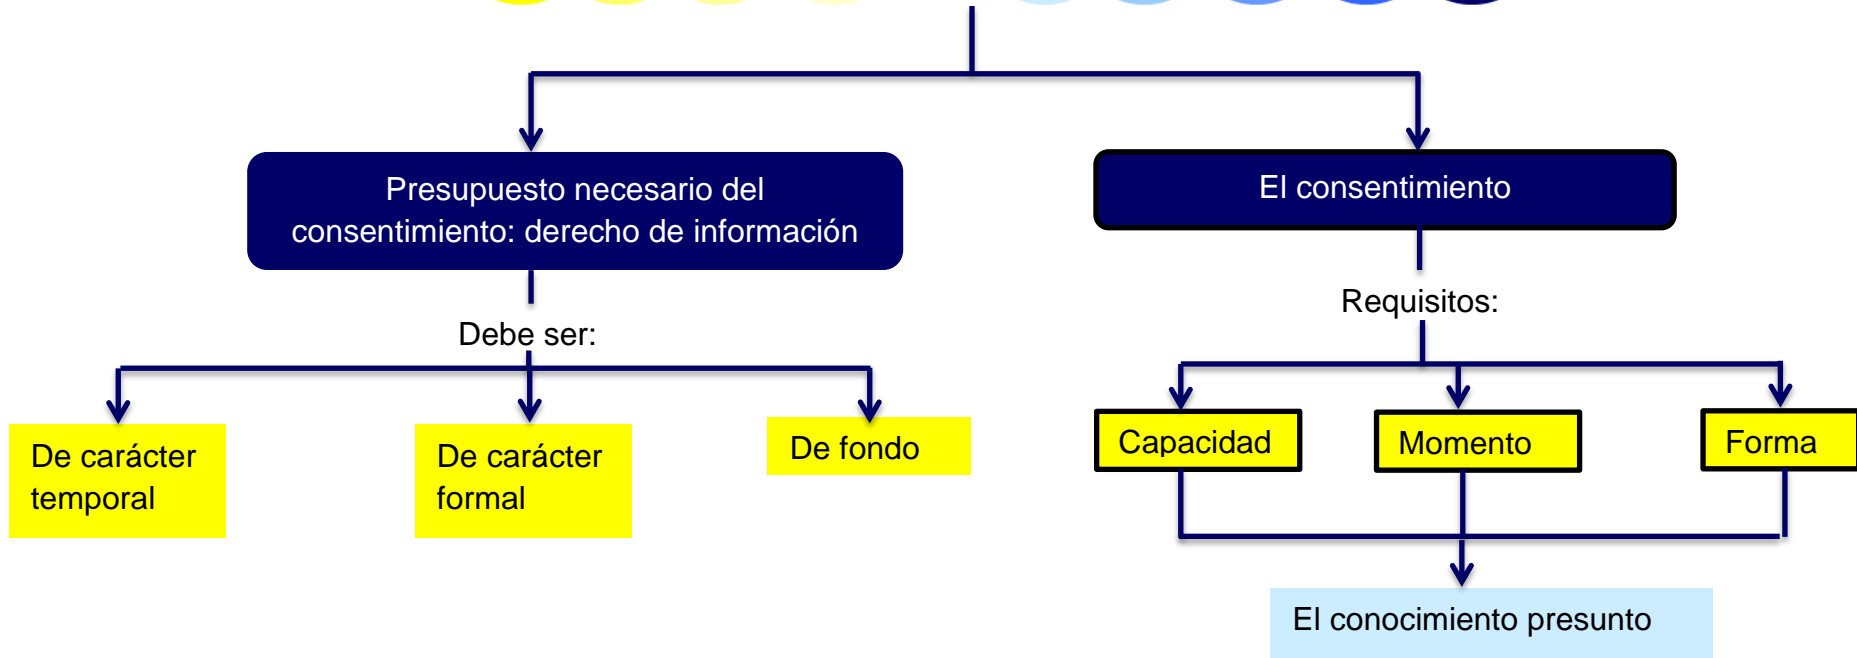 Presupuesto necesario del
consentimiento: derecho de información
El consentimiento
Debe ser:
Requisitos:
De carácter
temporal
De carácter
formal
De fondo
Capacidad
Momento
Forma
El conocimiento presunto